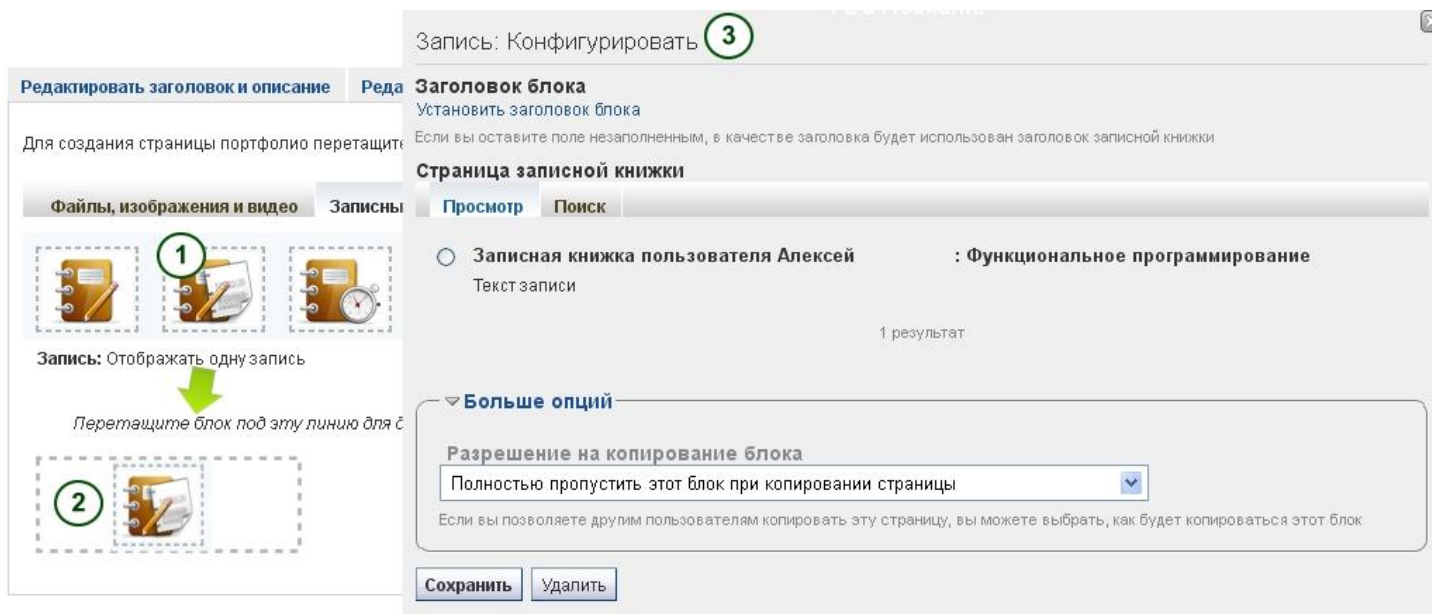 Редактировать заголовок и описание
Для создания страницы портфолио
Файлы, изображения и видео
1
Запись: Отображать одну запись
Перетащите блок под эту линию для
2
Запись: Конфигурировать 3
Заголовок блока
Установить заголовок блока
Если вы оставите поле незаполненным, в качестве заголовка будет использован заголовок записной книжки
Страница записной книжки
Просмотр Поиск
Записная книжка пользователя Алексей : Функциональное программирование
Текст записи
1 результат
Больше опций
Разрешение на копирование блока
Полностью пропустить этот блок при копировании страницы
Если вы позволяете другим пользователям копировать эту страницу, вы можете выбрать, как будет копироваться этот блок
Сохранить Удалить